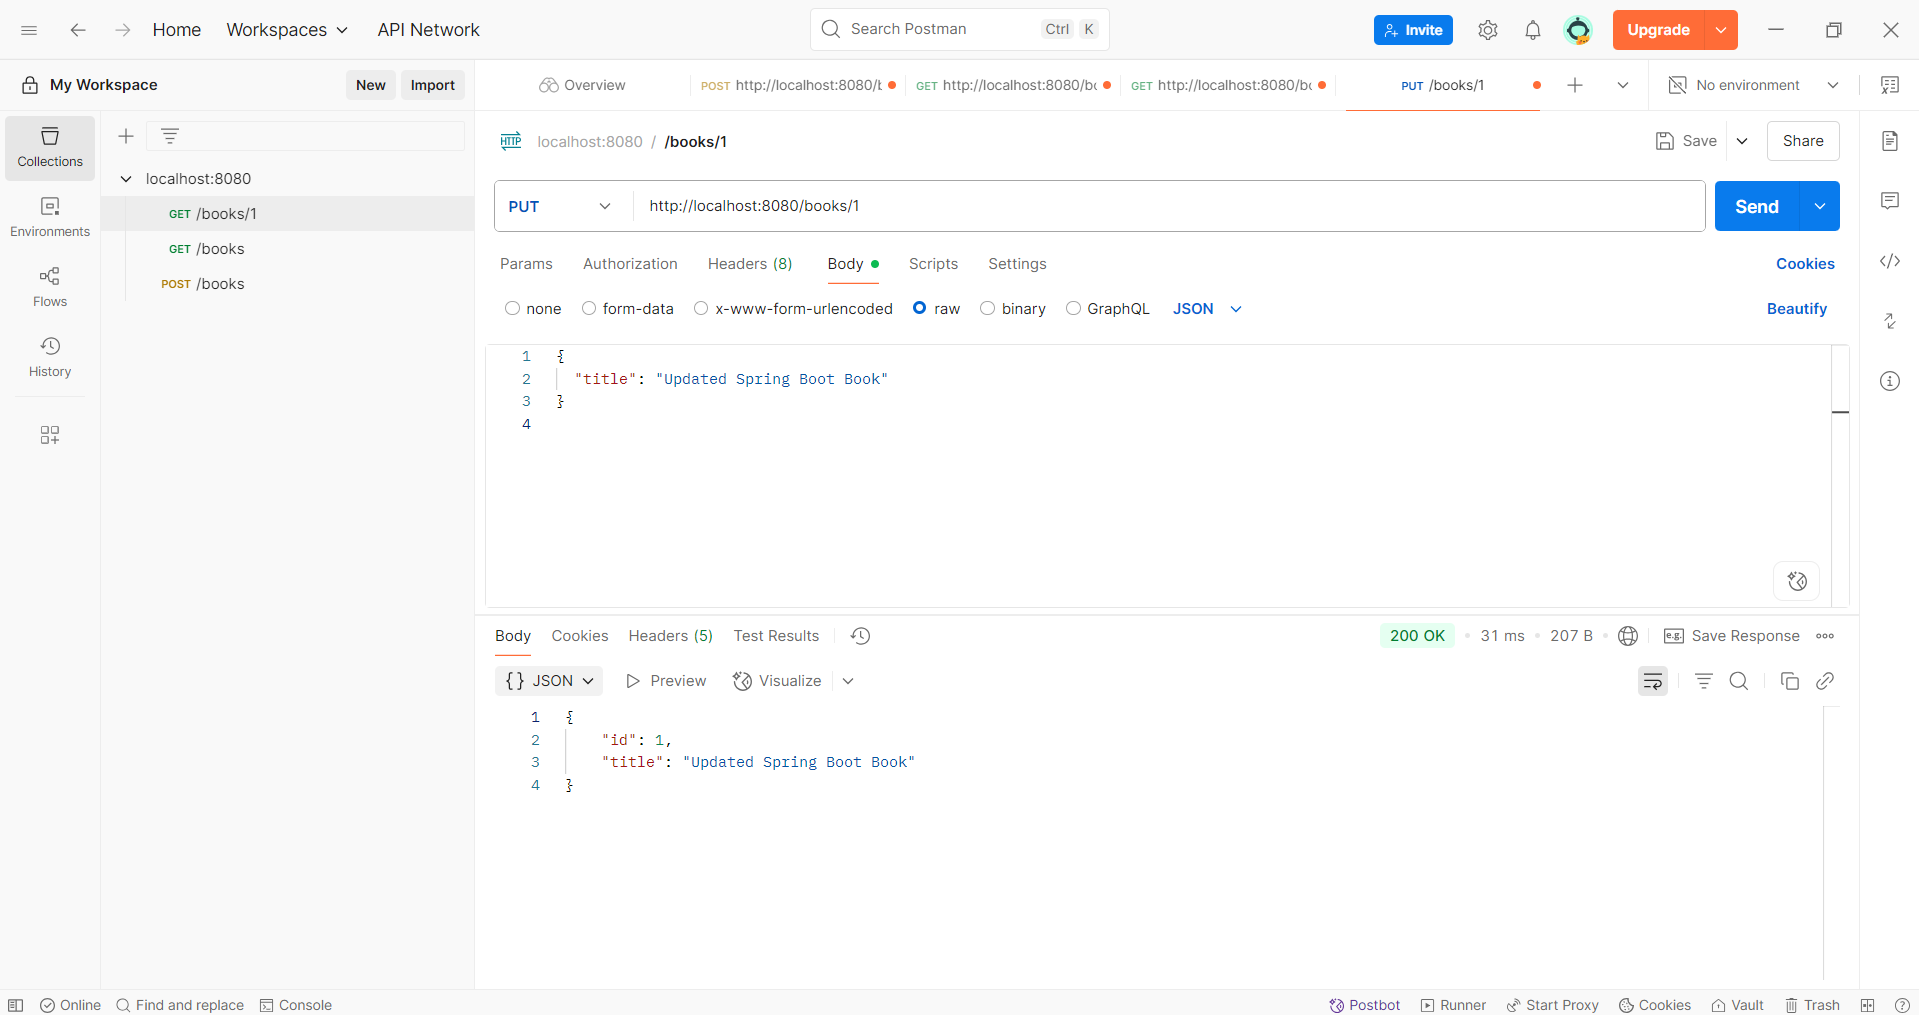 Home Workspaces API Network Search Postman Ctrl K Invite Upgrade
My Workspace New Import Overview POST http://localhost:8080/b GET http://localhost:8080/bo GET http://localhost:8080/bo PUT /books/1 No environment
Collections
Environments
Flows
History
localhost:8080
GET /books/1
GET /books
POST /books
HTTP localhost:8080 / /books/1 Save Share
PUT http://localhost:8080/books/1 Send
Params Authorization Headers (8) Body Scripts Settings Cookies
none form-data x-www-form-urlencoded raw binary GraphQL JSON Beautify
1 {
2 "title": "Updated Spring Boot Book"
3 }
4
Body Cookies Headers (5) Test Results 200 OK 31 ms 207 B e.g. Save Response
{} JSON Preview Visualize
1 {
2 "id": 1,
3 "title": "Updated Spring Boot Book"
4 }
Online Find and replace Console Postbot Runner Start Proxy Cookies Vault Trash